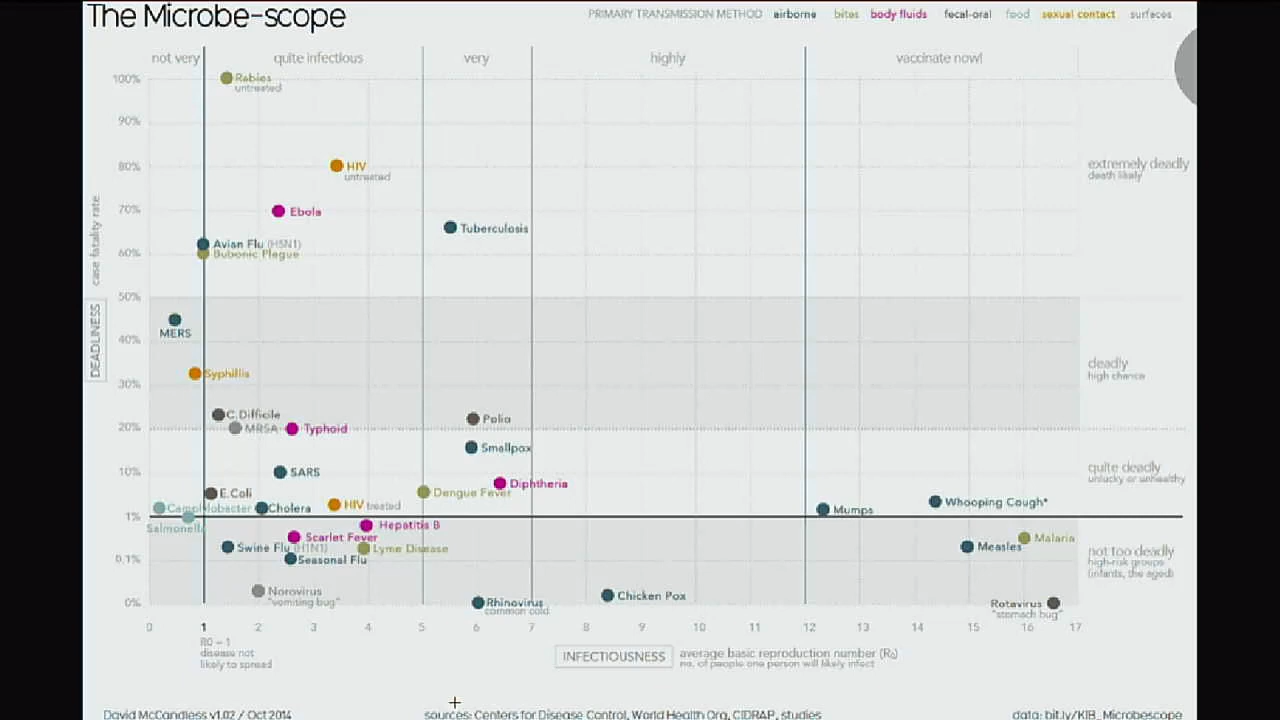 The Microbe-scope
PRIMARY TRANSMISSION METHOD airborne bites body fluids fecal-oral food sexual contact surfaces
not very quite infectious very highly vaccinate now!
100%
Rabies
untreated
90%
80%
HIV
untreated
extremely deadly
death likely
70%
Ebola
Tuberculosis
Avian Flu (H5N1)
60%
Bubonic Plague
case fatality rate
DEADLINESS
50%
MERS
40%
Syphillis
deadly
high chance
30%
C.Difficile
Polio
20%
MRSA
Typhoid
Smallpox
10%
SARS
quite deadly
unlucky or unhealthy
Diphtheria
E.Coli
Dengue Fever
Campylobacter
Cholera
HIV treated
Mumps
Whooping Cough*
1%
Salmonella
Hepatitis B
Scarlet Fever
Malaria
Swine Flu (H1N1)
Lyme Disease
Measles
not too deadly
high-risk groups
(infants, the aged)
0.1%
Seasonal Flu
Norovirus
"vomiting bug"
Chicken Pox
0%
Rhinovirus
common cold
Rotavirus
"stomach bug"
0 1 2 3 4 5 6 7 8 9 10 11 12 13 14 15 16 17
R0 = 1
disease not
likely to spread
INFECTIOUSNESS average basic reproduction number (R₀)
no. of people one person will likely infect
David McCandless v1.02 / Oct 2014
sources: Centers for Disease Control, World Health Org, CIDRAP, studies
data: bit.ly/KIB_Microbescope